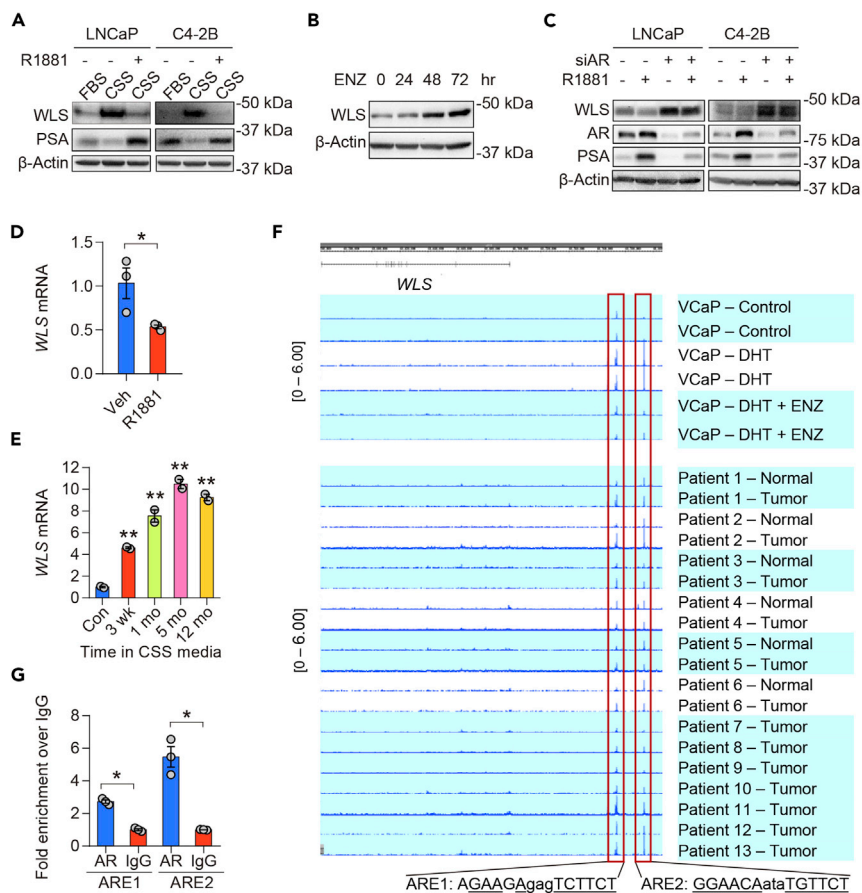 A
LNCaP C4-2B
R1881 - - + - - +
FBS CSS CSS FBS CSS CSS
WLS -50 kDa
-37 kDa
PSA
β-Actin -37 kDa
B
ENZ 0 24 48 72 hr
WLS -50 kDa
β-Actin
-37 kDa
C
LNCaP C4-2B
siAR - - + + - - + +
R1881 - + - + - + - +
WLS -50 kDa
AR
-75 kDa
PSA -37 kDa
β-Actin
-37 kDa
D
*
WLS mRNA
1.5
1.0
0.5
0
Veh R1881
E
WLS mRNA
12
10
8
6
4
2
0
** ** ** **
Con 3 wk 1 mo 5 mo 12 mo
Time in CSS media
F
WLS
[0 – 6.00]
VCaP – Control
VCaP – Control
VCaP – DHT
VCaP – DHT
VCaP – DHT + ENZ
VCaP – DHT + ENZ
[0 – 6.00]
Patient 1 – Normal
Patient 1 – Tumor
Patient 2 – Normal
Patient 2 – Tumor
Patient 3 – Normal
Patient 3 – Tumor
Patient 4 – Normal
Patient 4 – Tumor
Patient 5 – Normal
Patient 5 – Tumor
Patient 6 – Normal
Patient 6 – Tumor
Patient 7 – Tumor
Patient 8 – Tumor
Patient 9 – Tumor
Patient 10 – Tumor
Patient 11 – Tumor
Patient 12 – Tumor
Patient 13 – Tumor
ARE1: AGAAGAgagTCTTCT ARE2: GGAACAataTGTTCT
G
Fold enrichment over IgG
8
6
4
2
0
* *
AR IgG AR IgG
ARE1 ARE2